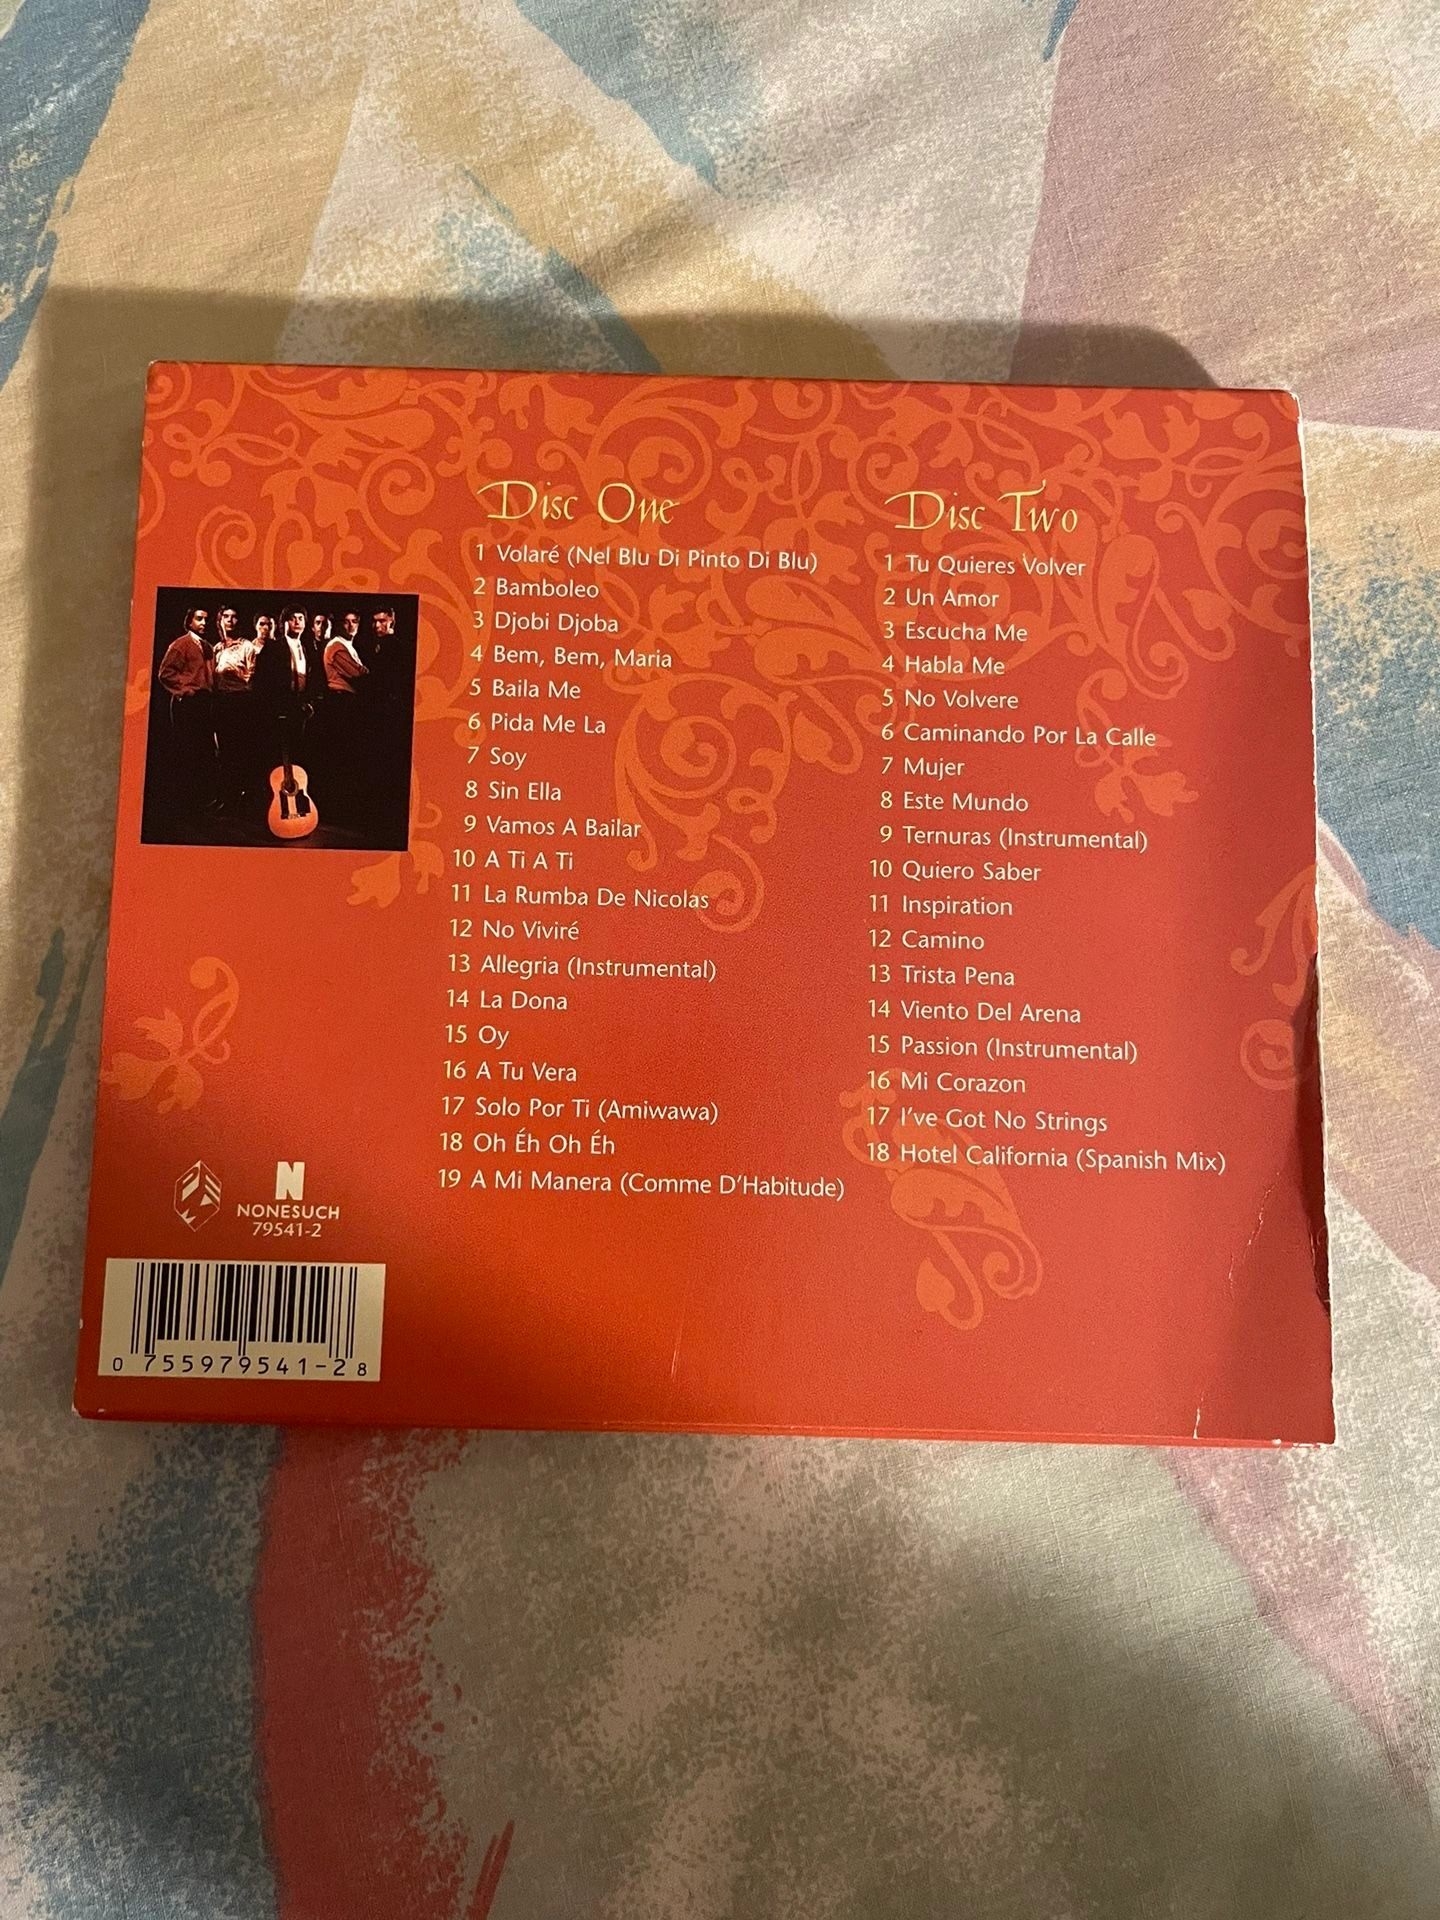 Disc One
1 Volaré (Nel Blu Di Pinto Di Blu)
2 Bamboleo
3 Djobi Djoba
4 Bem, Bem, Maria
5 Baila Me
6 Pida Me La
7 Soy
8 Sin Ella
9 Vamos A Bailar
10 A Ti A Ti
11 La Rumba De Nicolas
12 No Viviré
13 Allegria (Instrumental)
14 La Dona
15 Oy
16 A Tu Vera
17 Solo Por Ti (Amiwawa)
18 Oh Éh Oh Éh
19 A Mi Manera (Comme D'Habitude)
Disc Two
1 Tu Quieres Volver
2 Un Amor
3 Escucha Me
4 Habla Me
5 No Volvere
6 Caminando Por La Calle
7 Mujer
8 Este Mundo
9 Ternuras (Instrumental)
10 Quiero Saber
11 Inspiration
12 Camino
13 Trista Pena
14 Viento Del Arena
15 Passion (Instrumental)
16 Mi Corazon
17 I've Got No Strings
18 Hotel California (Spanish Mix)
N
NONESUCH
79541-2
0 755979541-2 8